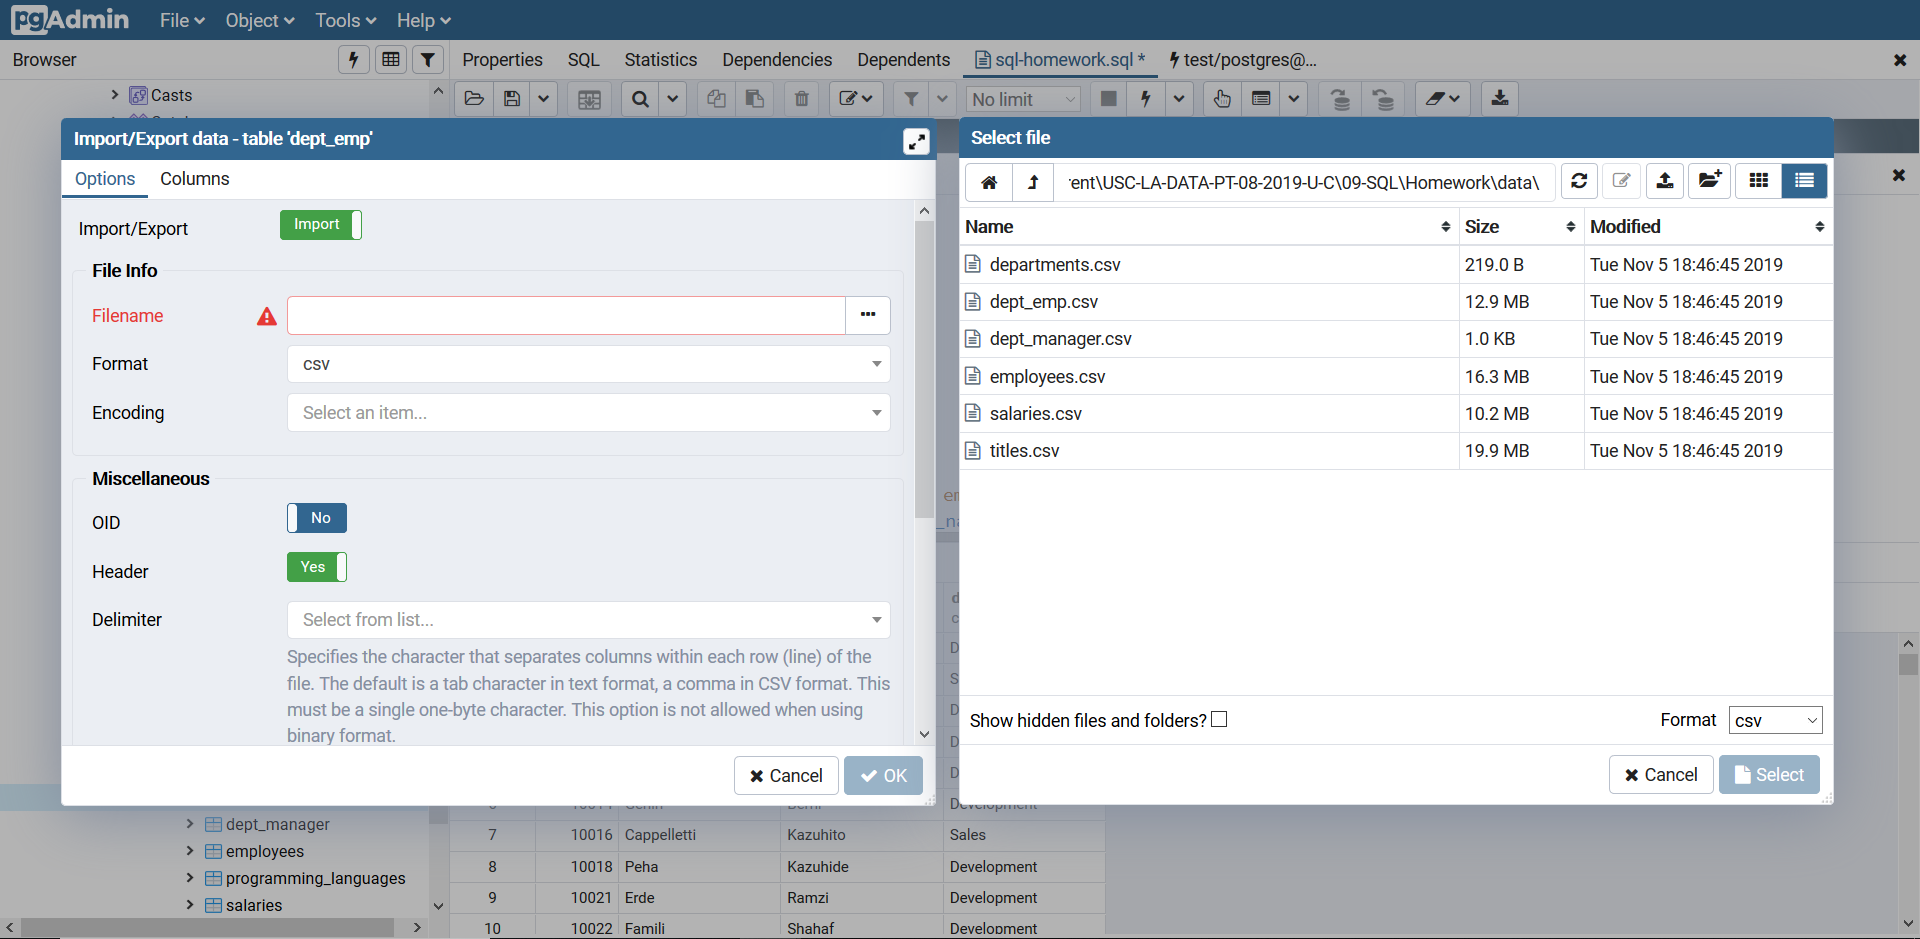 pgAdmin File Object Tools Help
Browser Properties SQL Statistics Dependencies Dependents sql-homework.sql * test/postgres@...
Casts No limit
Import/Export data - table 'dept_emp'
Options Columns
Import/Export Import
File Info
Filename
Format csv
Encoding Select an item...
Miscellaneous
OID No
Header Yes
Delimiter Select from list...
Specifies the character that separates columns within each row (line) of the
file. The default is a tab character in text format, a comma in CSV format. This
must be a single one-byte character. This option is not allowed when using
binary format.
Cancel OK
Select file
rent\USC-LA-DATA-PT-08-2019-U-C\09-SQL\Homework\data\
Name Size Modified
departments.csv 219.0 B Tue Nov 5 18:46:45 2019
dept_emp.csv 12.9 MB Tue Nov 5 18:46:45 2019
dept_manager.csv 1.0 KB Tue Nov 5 18:46:45 2019
employees.csv 16.3 MB Tue Nov 5 18:46:45 2019
salaries.csv 10.2 MB Tue Nov 5 18:46:45 2019
titles.csv 19.9 MB Tue Nov 5 18:46:45 2019
Show hidden files and folders? Format csv
Cancel Select
dept_manager
employees
programming_languages
salaries
Development
7 10016 Cappelletti Kazuhito Sales
8 10018 Peha Kazuhide Development
9 10021 Erde Ramzi Development
10 10022 Famili Shahaf Development